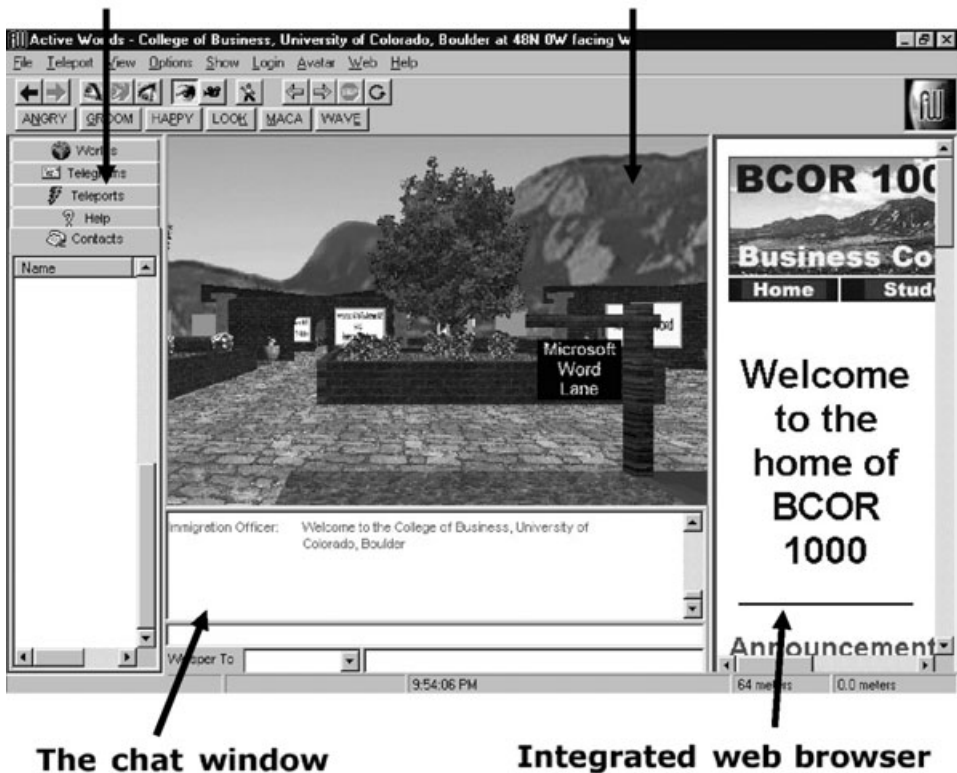 Active Worlds - College of Business, University of Colorado, Boulder at 48N 0W facing W
File Teleport View Options Show Login Avatar Web Help
ANGRY GROOM HAPPY LOOK MACA WAVE
Worlds
Telegrams
Teleports
Help
Contacts
Name
Microsoft
Word
Lane
Immigration Officer: Welcome to the College of Business, University of
Colorado, Boulder
Whisper To
BCOR 100
Business Co
Home Stude
Welcome
to the
home of
BCOR
1000
Announcement
9:54:06 PM 64 meters 0.0 meters
The chat window
Integrated web browser